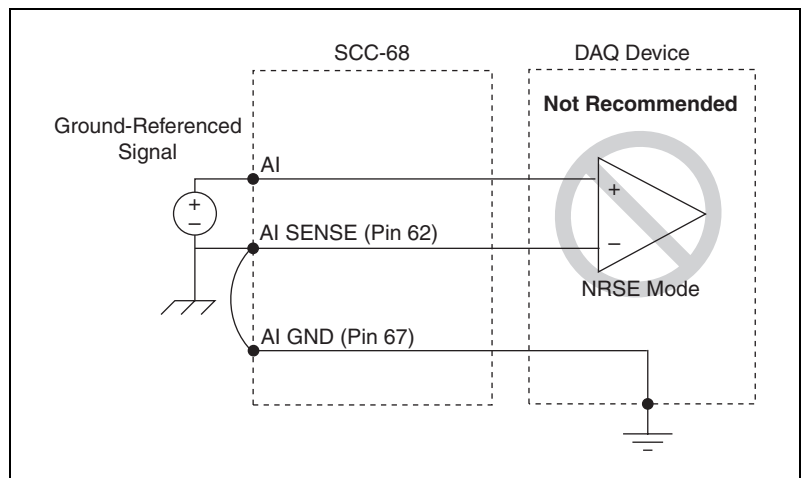 SCC-68
DAQ Device
Not Recommended
Ground-Referenced
Signal
AI
+
–
+
AI SENSE (Pin 62)
–
NRSE Mode
AI GND (Pin 67)